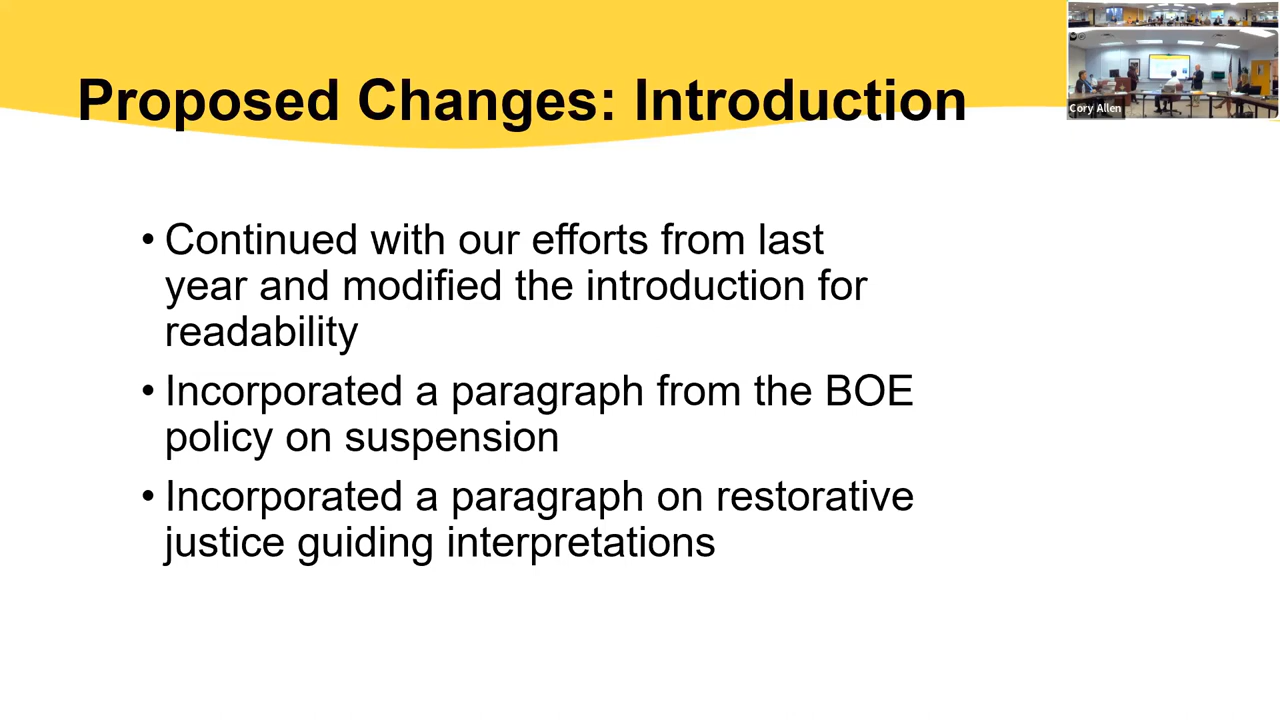 Proposed Changes: Introduction
Cory Allen
• Continued with our efforts from last
year and modified the introduction for
readability
• Incorporated a paragraph from the BOE
policy on suspension
• Incorporated a paragraph on restorative
justice guiding interpretations